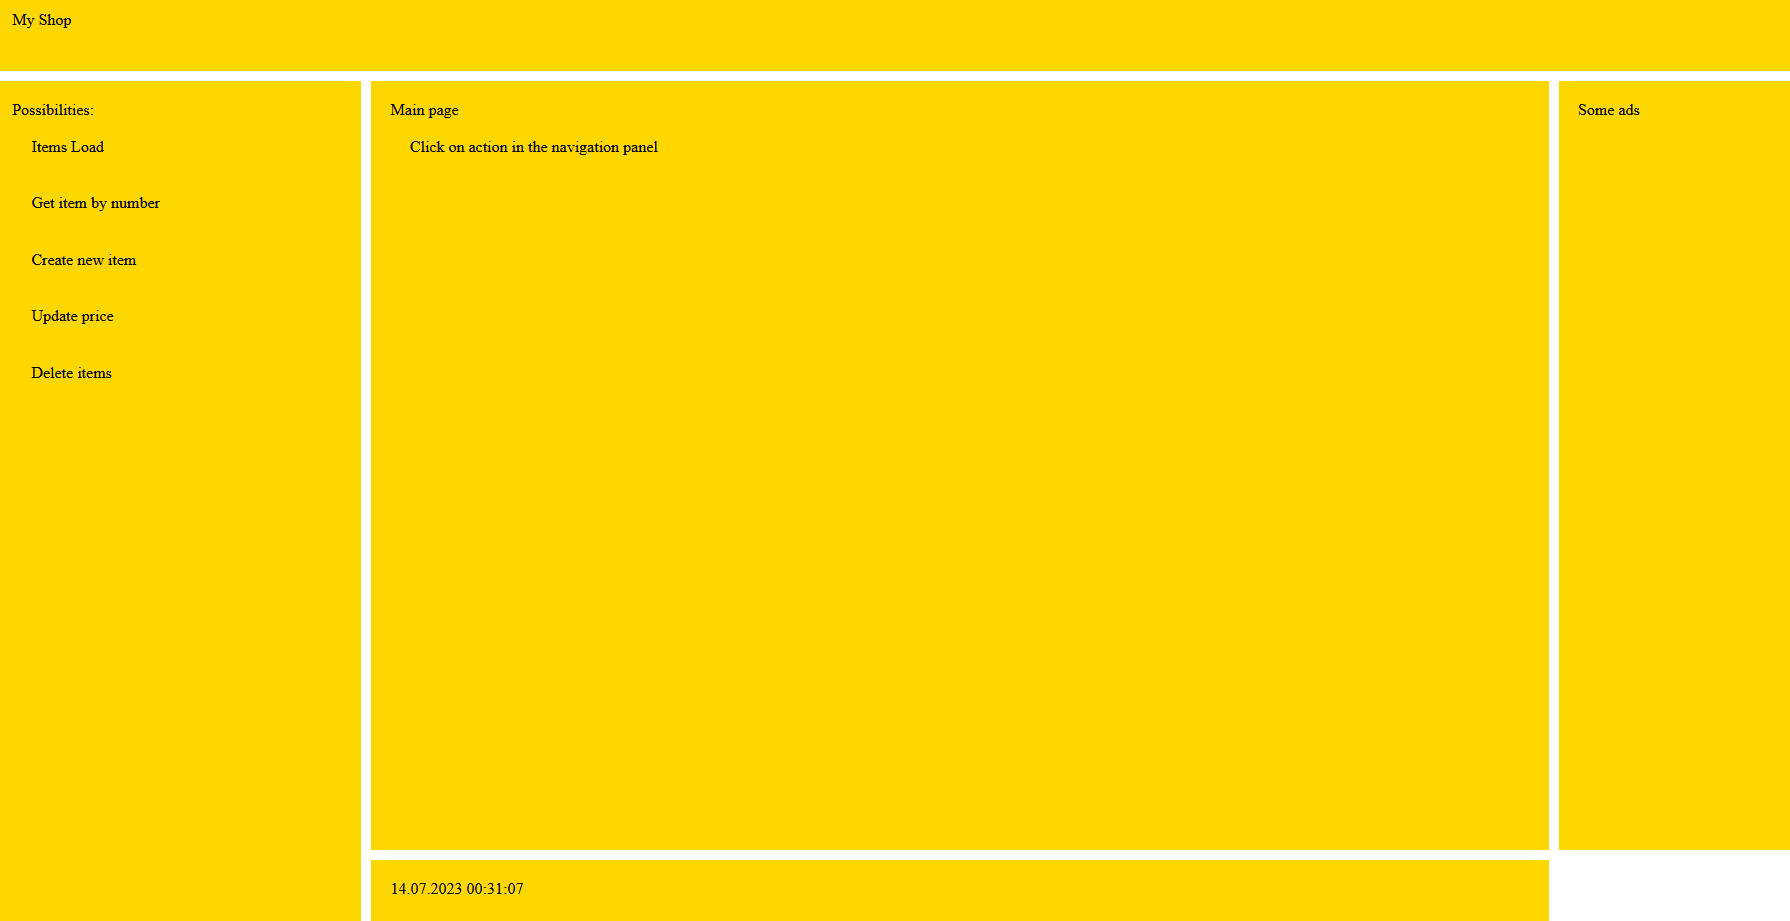 My Shop
Possibilities:
Items Load
Get item by number
Create new item
Update price
Delete items
Main page
Click on action in the navigation panel
Some ads
14.07.2023 00:31:07